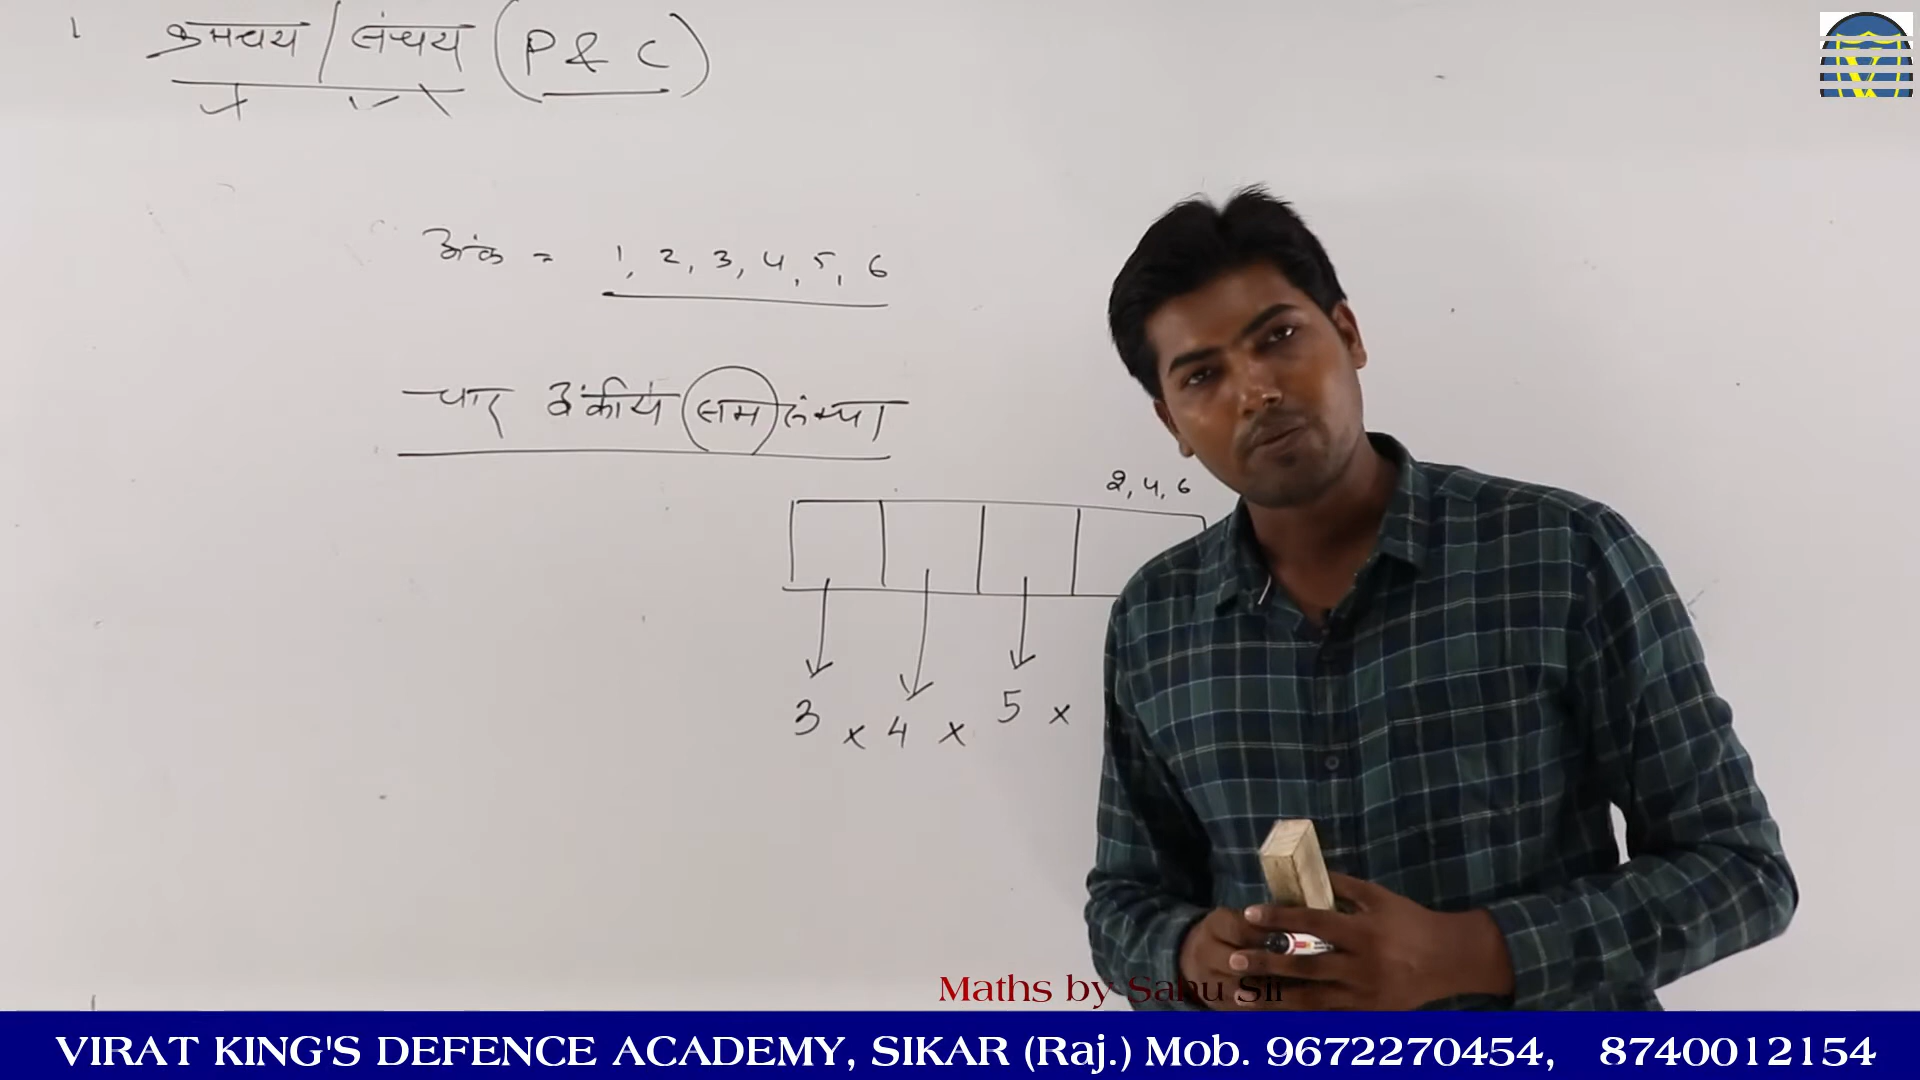 1 क्रमचय / संचय (P & C)
अंक = 1, 2, 3, 4, 5, 6
चार अंकीय सम संख्या
2, 4, 6
3 x 4 x 5 x
Maths by Sahu Sir
VIRAT KING'S DEFENCE ACADEMY, SIKAR (Raj.) Mob. 9672270454, 8740012154